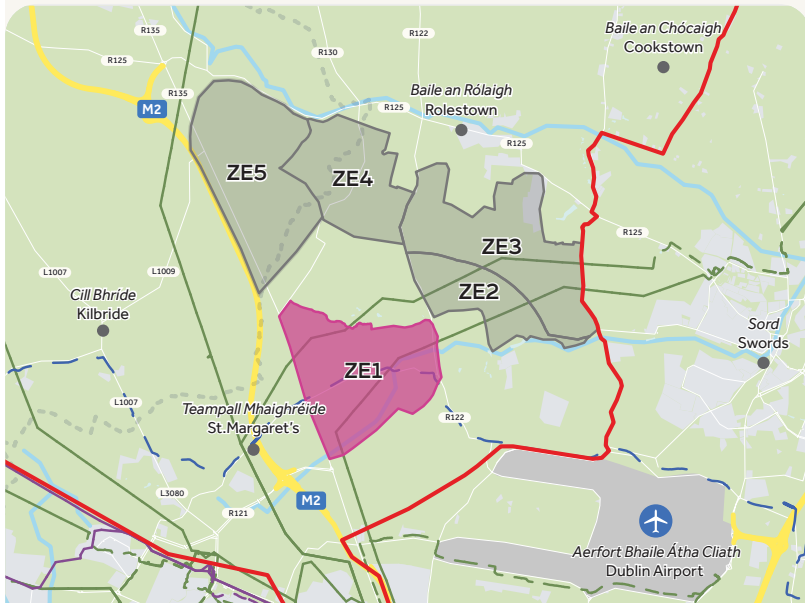 R135
R122
Baile an Chócaigh
Cookstown
R130
R125
Baile an Rólaigh
Rolestown
R135
M2
R125
R125
ZE5
ZE4
R125
ZE3
L1007
L1009
ZE2
Cill Bhríde
Kilbride
Sord
Swords
ZE1
L1007
Teampall Mhaighréide
St.Margaret's
R122
L3080
M2
R121
Aerfort Bhaile Átha Cliath
Dublin Airport